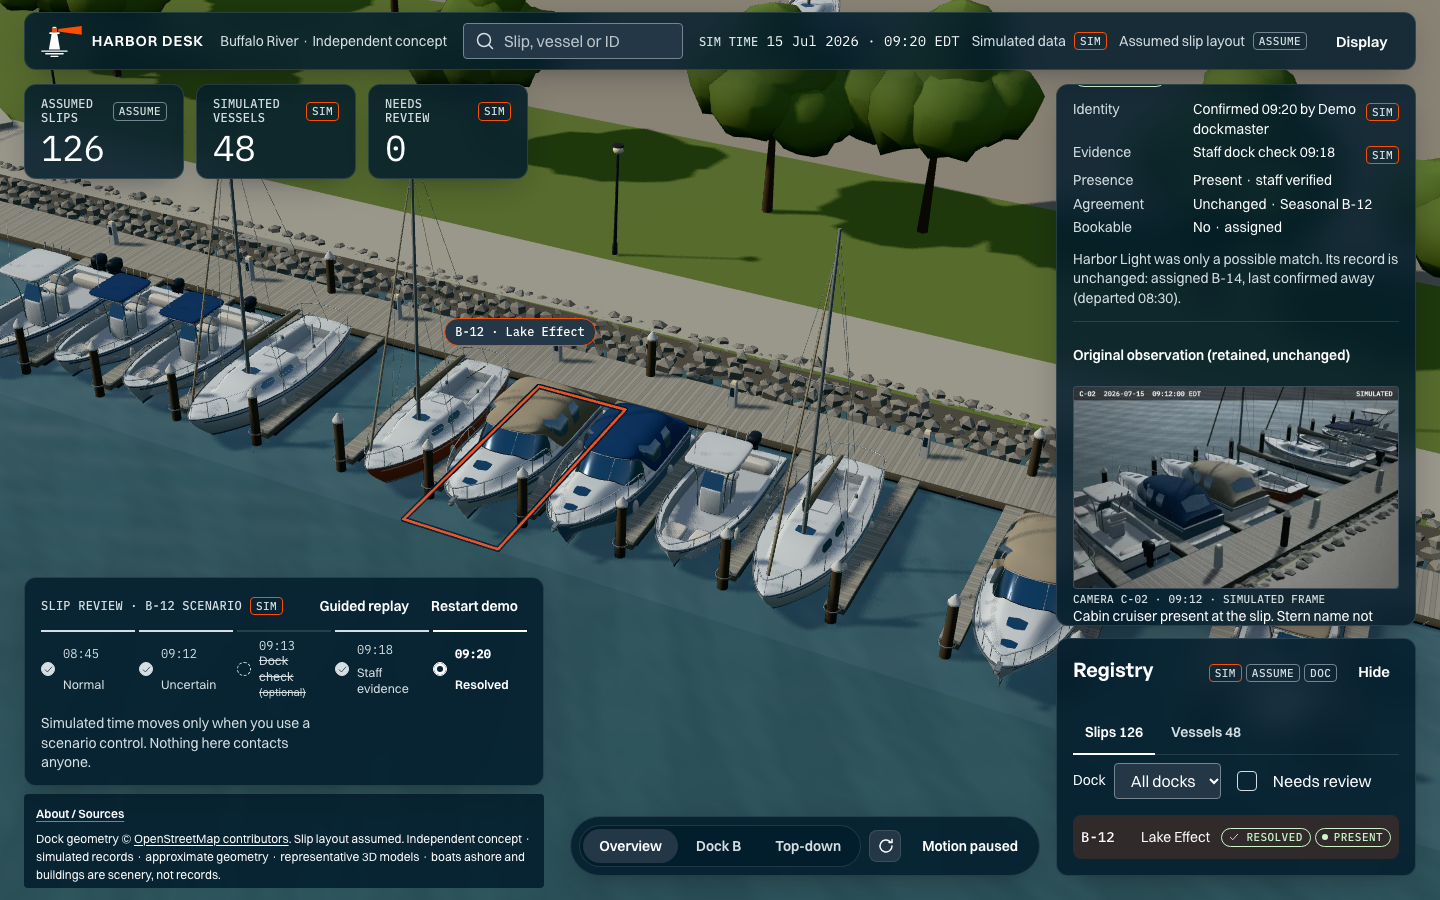 HARBOR DESK
Buffalo River · Independent concept
Slip, vessel or ID
SIM TIME 15 Jul 2026 · 09:20 EDT
Simulated data SIM
Assumed slip layout ASSUME
Display
ASSUMED SLIPS
ASSUME
126
SIMULATED VESSELS
SIM
48
NEEDS REVIEW
SIM
0
B-12 · Lake Effect
Identity
Confirmed 09:20 by Demo
dockmaster
SIM
Evidence
Staff dock check 09:18
SIM
Presence
Present · staff verified
Agreement
Unchanged · Seasonal B-12
Bookable
No · assigned
Harbor Light was only a possible match. Its record is
unchanged: assigned B-14, last confirmed away
(departed 08:30).
Original observation (retained, unchanged)
C-02 2026-07-15 09:12:00 EDT
SIMULATED
CAMERA C-02 · 09:12 · SIMULATED FRAME
Cabin cruiser present at the slip. Stern name not
SLIP REVIEW · B-12 SCENARIO SIM
Guided replay
Restart demo
08:45
Normal
09:12
Uncertain
09:13
Dock
check
(optional)
09:18
Staff
evidence
09:20
Resolved
Simulated time moves only when you use a
scenario control. Nothing here contacts
anyone.
About / Sources
Dock geometry © OpenStreetMap contributors. Slip layout assumed. Independent concept ·
simulated records · approximate geometry · representative 3D models · boats ashore and
buildings are scenery, not records.
Overview
Dock B
Top-down
Motion paused
Registry
SIM ASSUME DOC
Hide
Slips 126
Vessels 48
Dock
All docks
Needs review
B-12
Lake Effect
RESOLVED
PRESENT